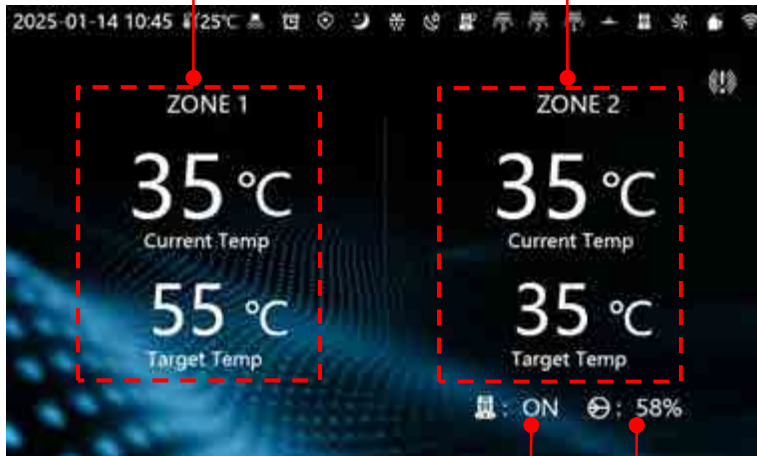 2025-01-14 10:45 25℃
ZONE 1
35 ℃
Current Temp
55 ℃
Target Temp
ZONE 2
35 ℃
Current Temp
35 ℃
Target Temp
: ON : 58%